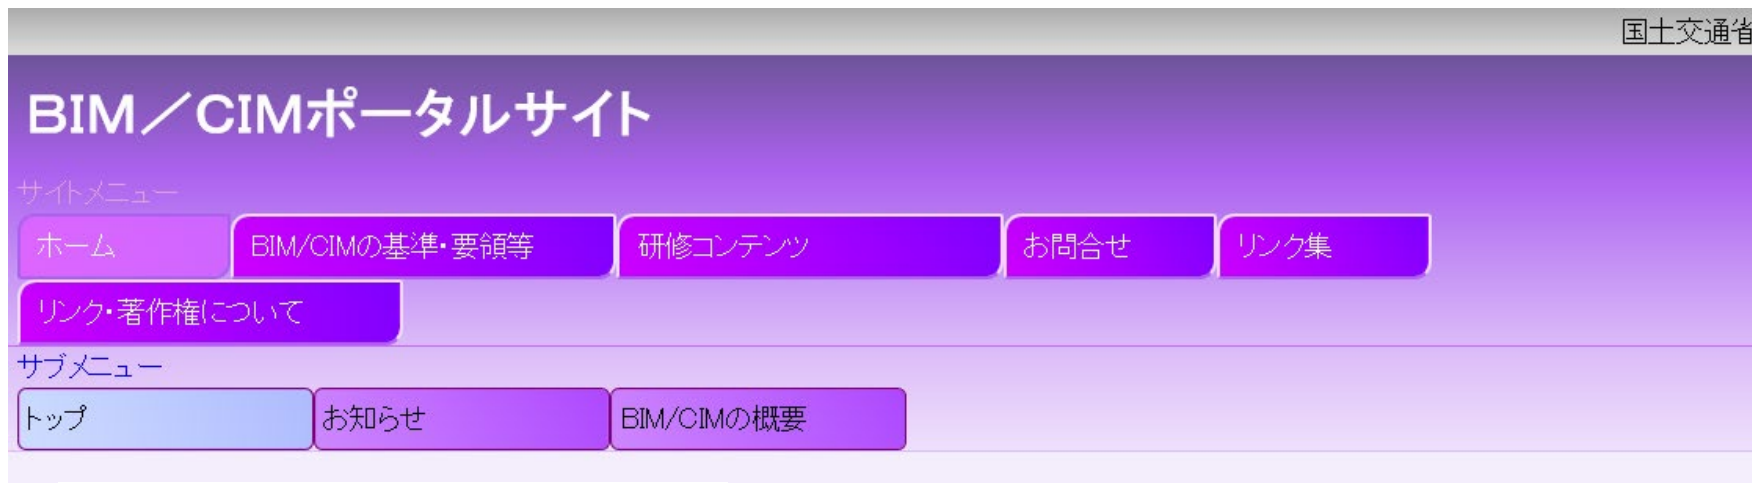 国土交通省
BIM／CIMポータルサイト
サイトメニュー
ホーム BIM/CIMの基準・要領等 研修コンテンツ お問合せ リンク集
リンク・著作権について
サブメニュー
トップ お知らせ BIM/CIMの概要